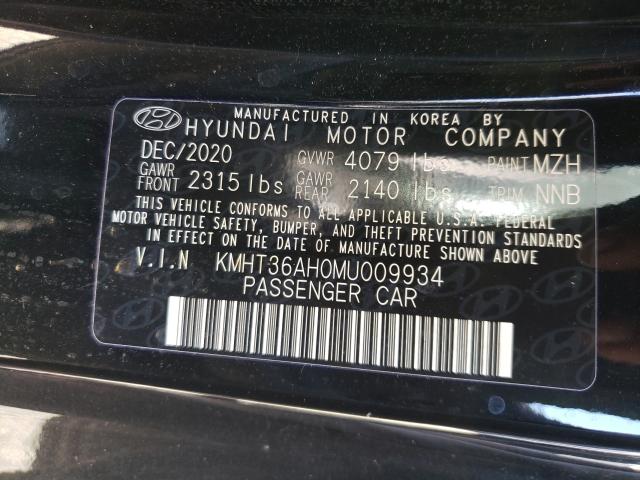 MANUFACTURED IN KOREA BY
HYUNDAI MOTOR COMPANY
DEC/2020 GVWR 4079 lbs PAINT MZH
GAWR FRONT 2315 lbs GAWR REAR 2140 lbs TRIM NNB
THIS VEHICLE CONFORMS TO ALL APPLICABLE U.S.A. FEDERAL
MOTOR VEHICLE SAFETY, BUMPER, AND THEFT PREVENTION STANDARDS
IN EFFECT ON THE DATE OF MANUFACTURE SHOWN ABOVE
V.I.N KMHT36AH0MU009934
PASSENGER CAR